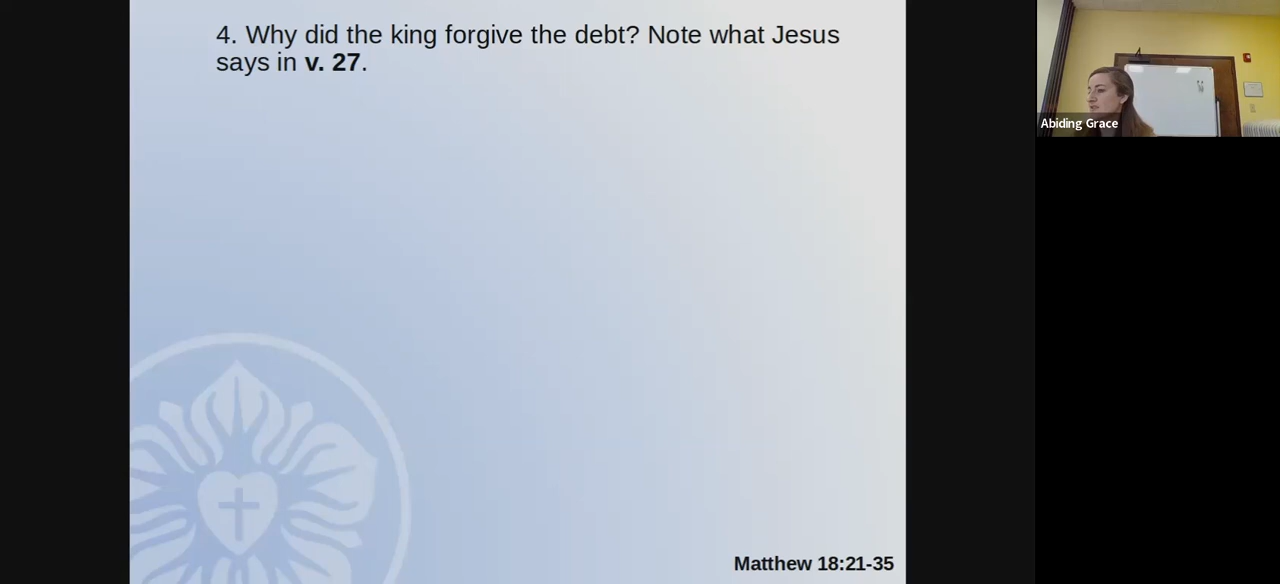 4. Why did the king forgive the debt? Note what Jesus
says in v. 27.
Abiding Grace
Matthew 18:21-35